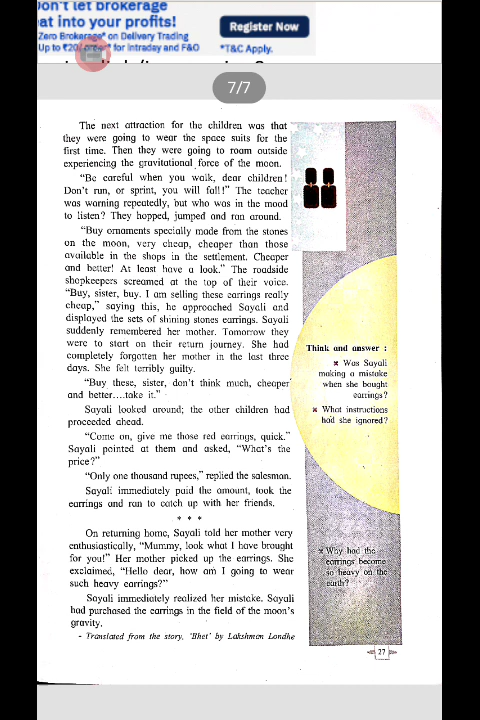 Don't let brokerage
eat into your profits!
Zero Brokerage* on Delivery Trading
Up to ₹20/order* for Intraday and F&O
Register Now
*T&C Apply.
7/7
The next attraction for the children was that
they were going to wear the space suits for the
first time. Then they were going to roam outside
experiencing the gravitational force of the moon.
“Be careful when you walk, dear children!
Don't run, or sprint, you will fall!” The teacher
was warning repeatedly, but who was in the mood
to listen? They hopped, jumped and ran around.
“Buy ornaments specially made from the stones
on the moon, very cheap, cheaper than those
available in the shops in the settlement. Cheaper
and better! At least have a look.” The roadside
shopkeepers screamed at the top of their voice.
“Buy, sister, buy. I am selling these earrings really
cheap,” saying this, he approached Sayali and
displayed the sets of shining stones earrings. Sayali
suddenly remembered her mother. Tomorrow they
were to start on their return journey. She had
completely forgotten her mother in the last three
days. She felt terribly guilty.
“Buy these, sister, don't think much, cheaper
and better....take it.”
Sayali looked around; the other children had
proceeded ahead.
“Come on, give me those red earrings, quick.”
Sayali pointed at them and asked, “What's the
price?”
“Only one thousand rupees,” replied the salesman.
Sayali immediately paid the amount, took the
earrings and ran to catch up with her friends.
* * *
On returning home, Sayali told her mother very
enthusiastically, “Mummy, look what I have brought
for you!” Her mother picked up the earrings. She
exclaimed, “Hello dear, how am I going to wear
such heavy earrings?”
Sayali immediately realized her mistake. Sayali
had purchased the earrings in the field of the moon's
gravity.
- Translated from the story, 'Bhet' by Lakshman Londhe
Think and answer :
* Was Sayali
making a mistake
when she bought
earrings?
* What instructions
had she ignored?
* Why had the
earrings become
so heavy on the
earth?
27